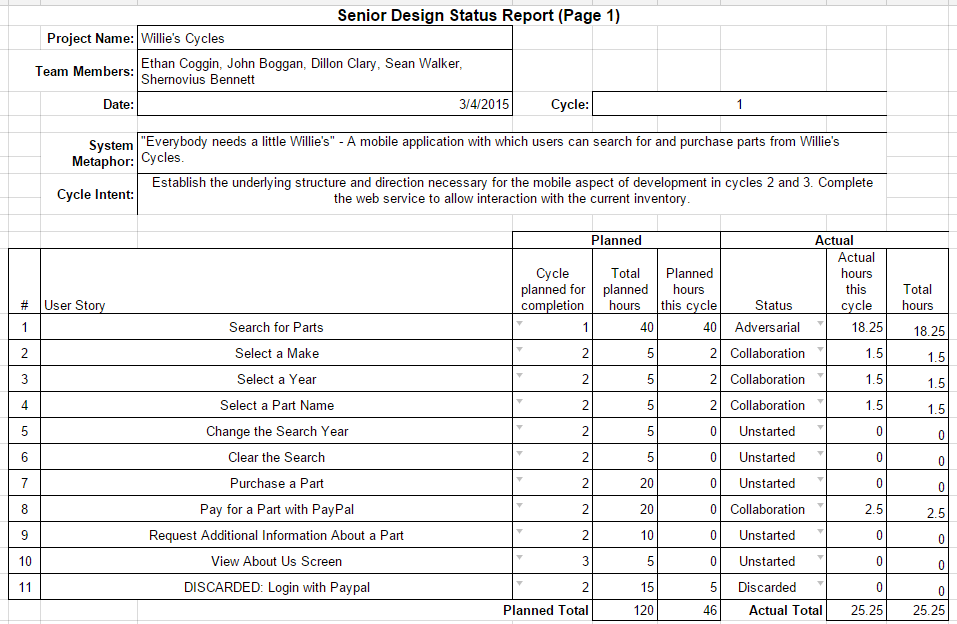 Senior Design Status Report (Page 1)
Project Name: Willie's Cycles
Team Members: Ethan Coggin, John Boggan, Dillon Clary, Sean Walker,
Shernovius Bennett
Date: 3/4/2015 Cycle: 1
System
Metaphor:
"Everybody needs a little Willie's" - A mobile application with which users can search for and purchase parts from Willie's
Cycles.
Cycle Intent:
Establish the underlying structure and direction necessary for the mobile aspect of development in cycles 2 and 3. Complete
the web service to allow interaction with the current inventory.
Planned Actual
# User Story
Cycle
planned for
completion
Total
planned
hours
Planned
hours
this cycle
Status
Actual
hours
this
cycle
Total
hours
1 Search for Parts 1 40 40 Adversarial 18.25 18.25
2 Select a Make 2 5 2 Collaboration 1.5 1.5
3 Select a Year 2 5 2 Collaboration 1.5 1.5
4 Select a Part Name 2 5 2 Collaboration 1.5 1.5
5 Change the Search Year 2 5 0 Unstarted 0 0
6 Clear the Search 2 5 0 Unstarted 0 0
7 Purchase a Part 2 20 0 Unstarted 0 0
8 Pay for a Part with PayPal 2 20 0 Collaboration 2.5 2.5
9 Request Additional Information About a Part 2 10 0 Unstarted 0 0
10 View About Us Screen 3 5 0 Unstarted 0 0
11 DISCARDED: Login with Paypal 2 15 5 Discarded 0 0
Planned Total 120 46 Actual Total 25.25 25.25